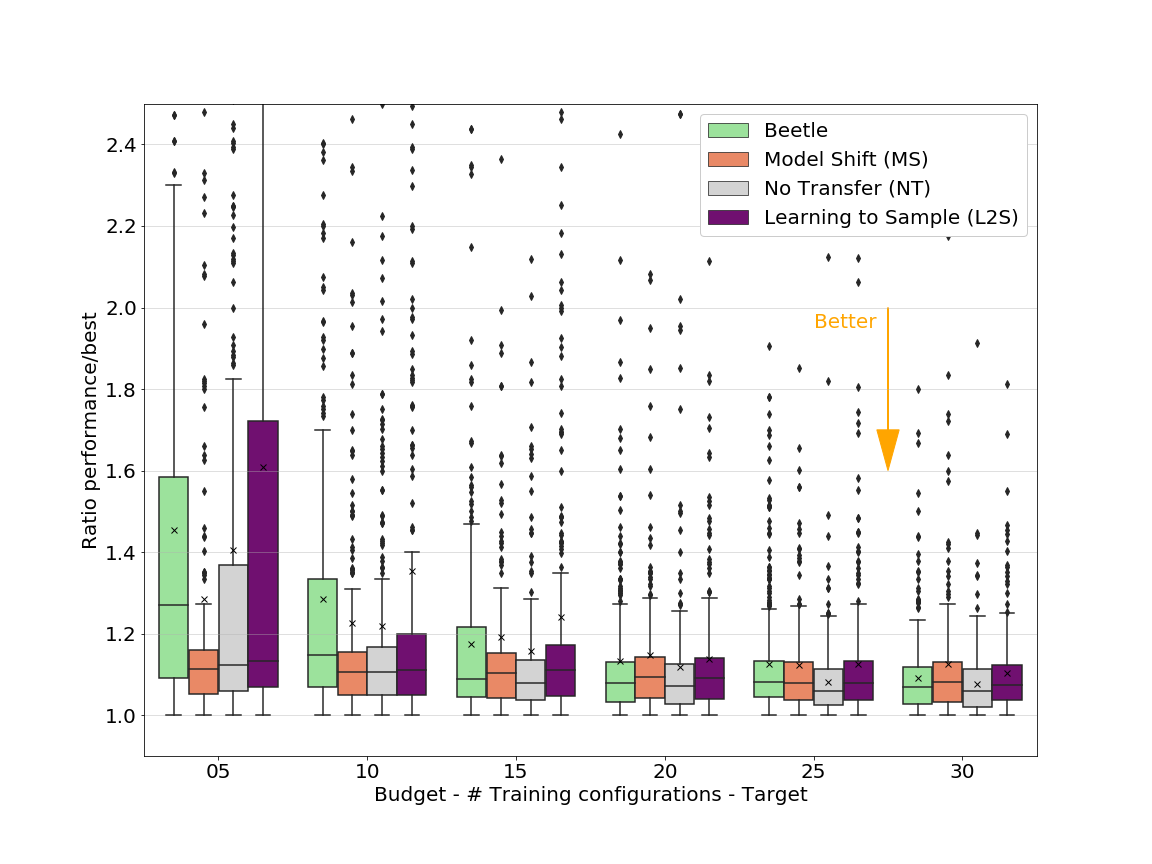 Beetle
Model Shift (MS)
No Transfer (NT)
Learning to Sample (L2S)
Better
Ratio performance/best
2.4
2.2
2.0
1.8
1.6
1.4
1.2
1.0
05 10 15 20 25 30
Budget - # Training configurations - Target